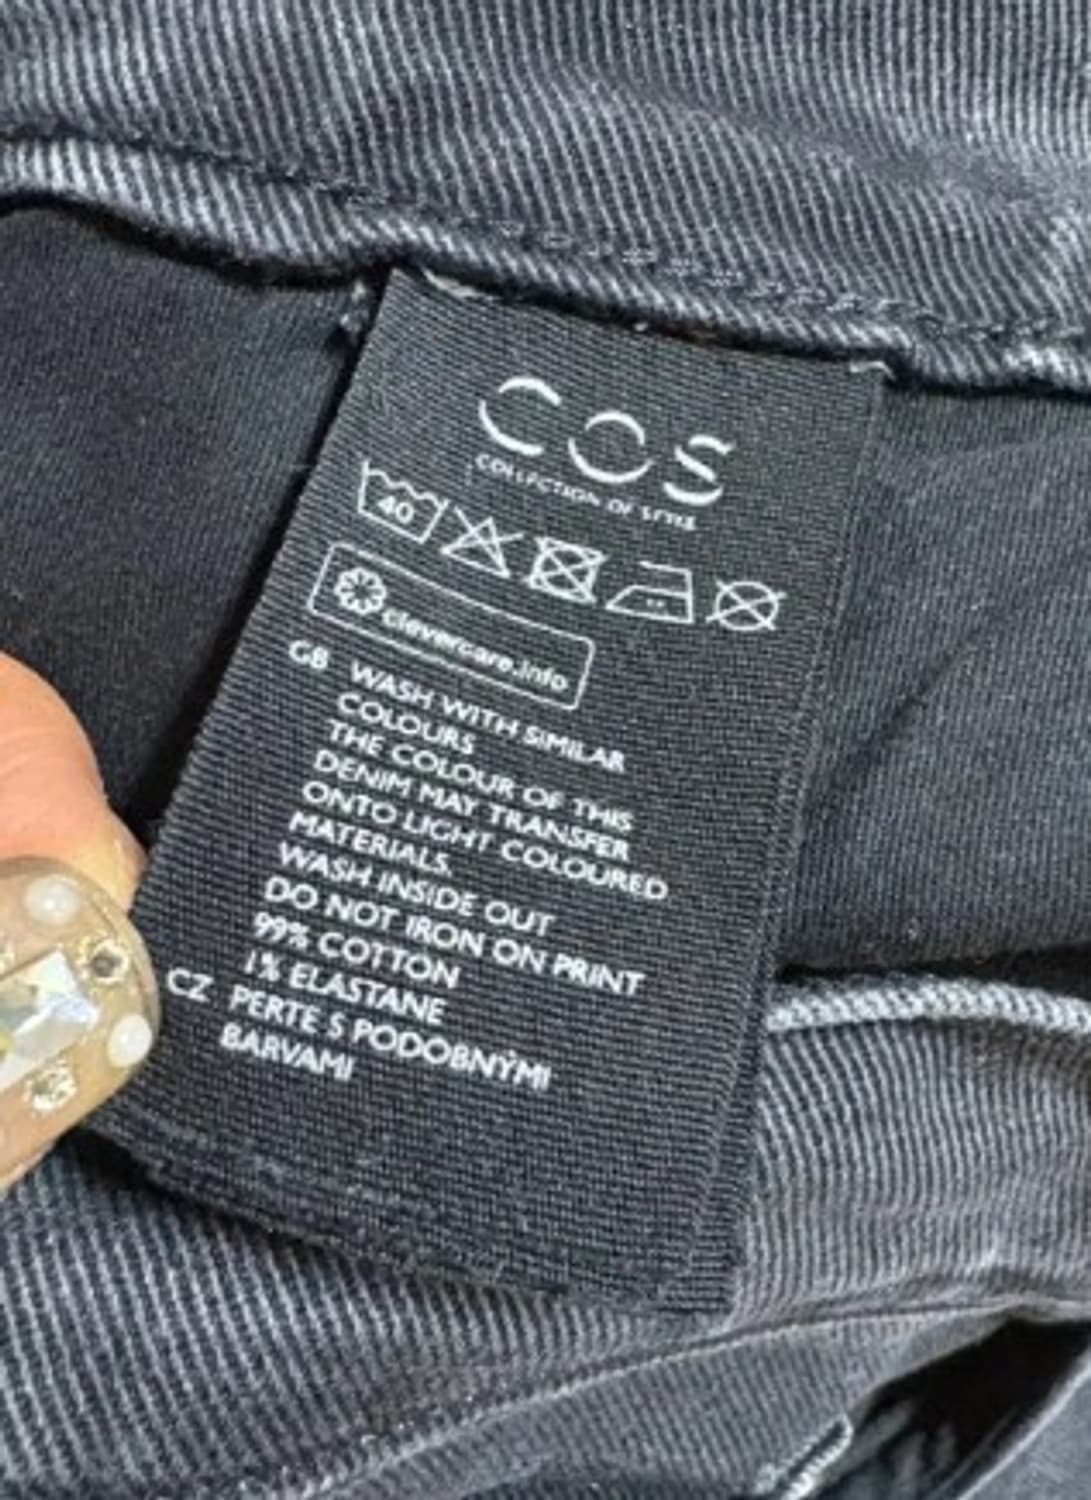 COS
COLLECTION OF STYLE
40
clevercare.info
GB WASH WITH SIMILAR
COLOURS
THE COLOUR OF THIS
DENIM MAY TRANSFER
ONTO LIGHT COLOURED
MATERIALS.
WASH INSIDE OUT
DO NOT IRON ON PRINT
99% COTTON
1% ELASTANE
CZ PERTE S PODOBNÝMI
BARVAMI